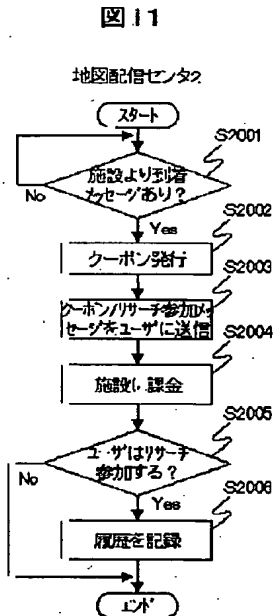 図11
地図配信センタ2
スタート
S2001
施設より到着
メッセージあり？
No
Yes
S2002
クーポン発行
S2003
クーポン/リサーチ参加メッ
セージをユーザに送信
S2004
施設に課金
S2005
ユーザはリサーチ
参加する？
No
Yes
S2006
履歴を記録
エンド